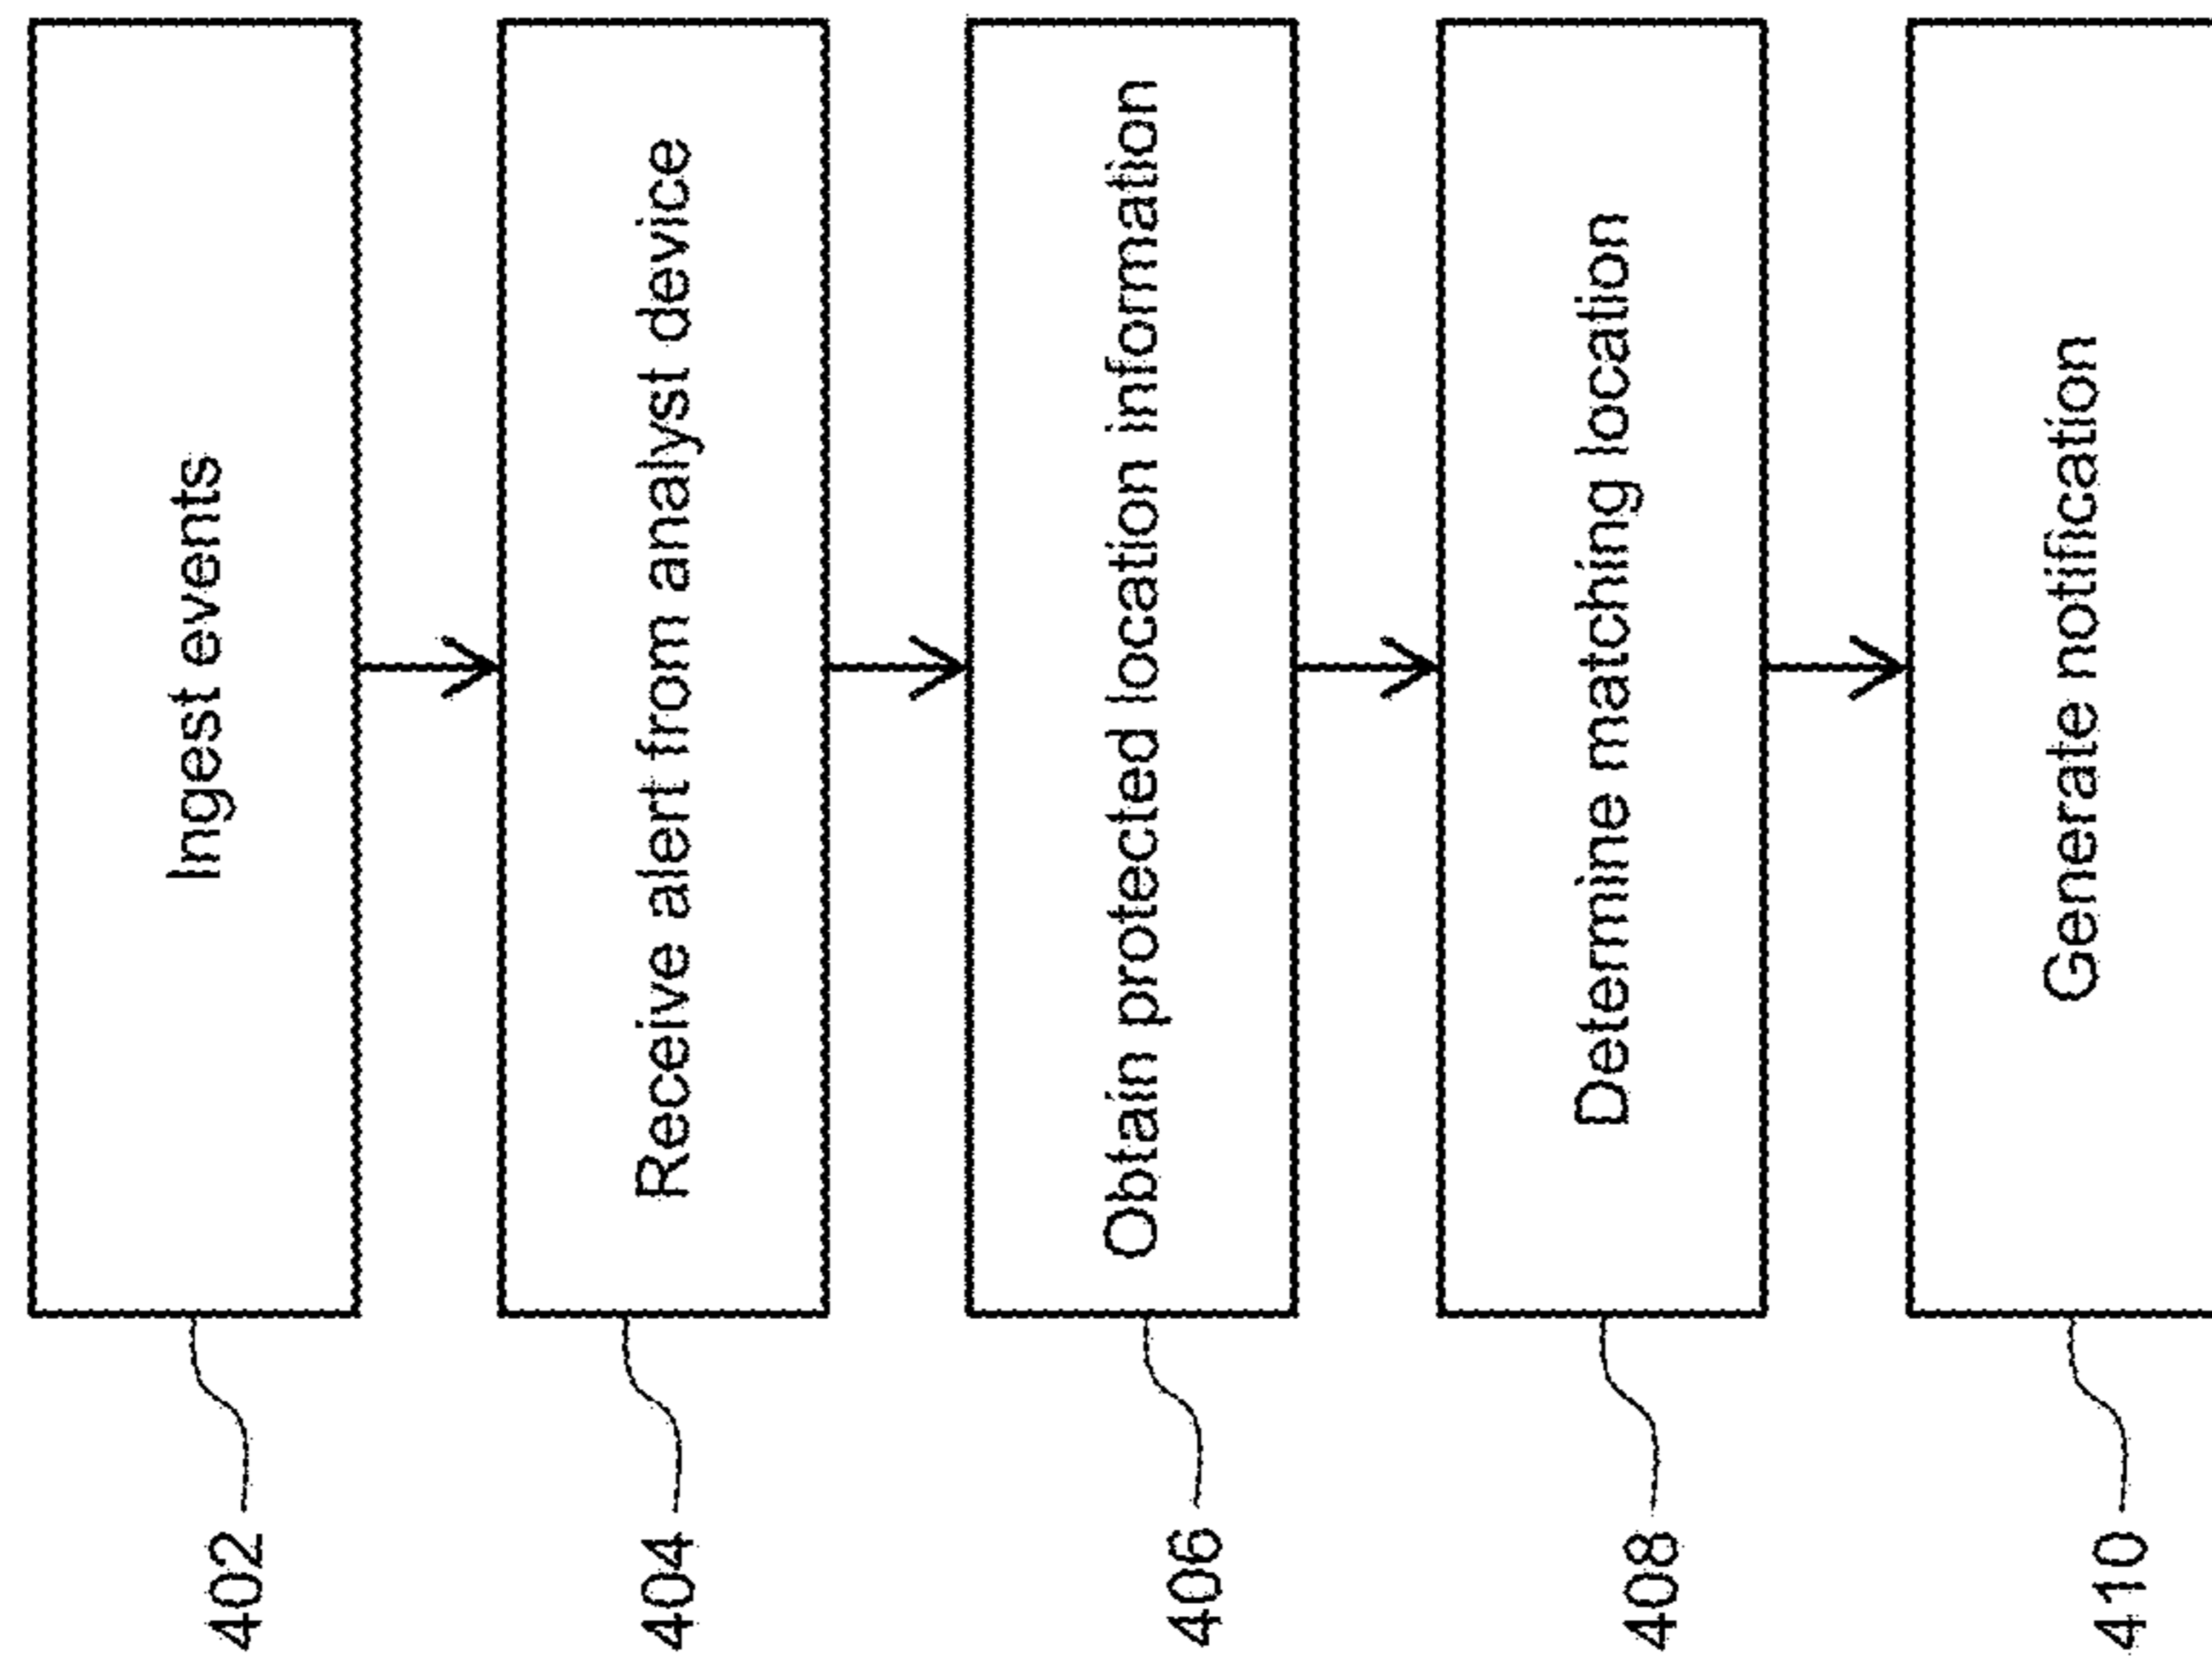 402
Ingest events
404
Receive alert from analyst device
406
Obtain protected location information
408
Determine matching location
410
Generate notification